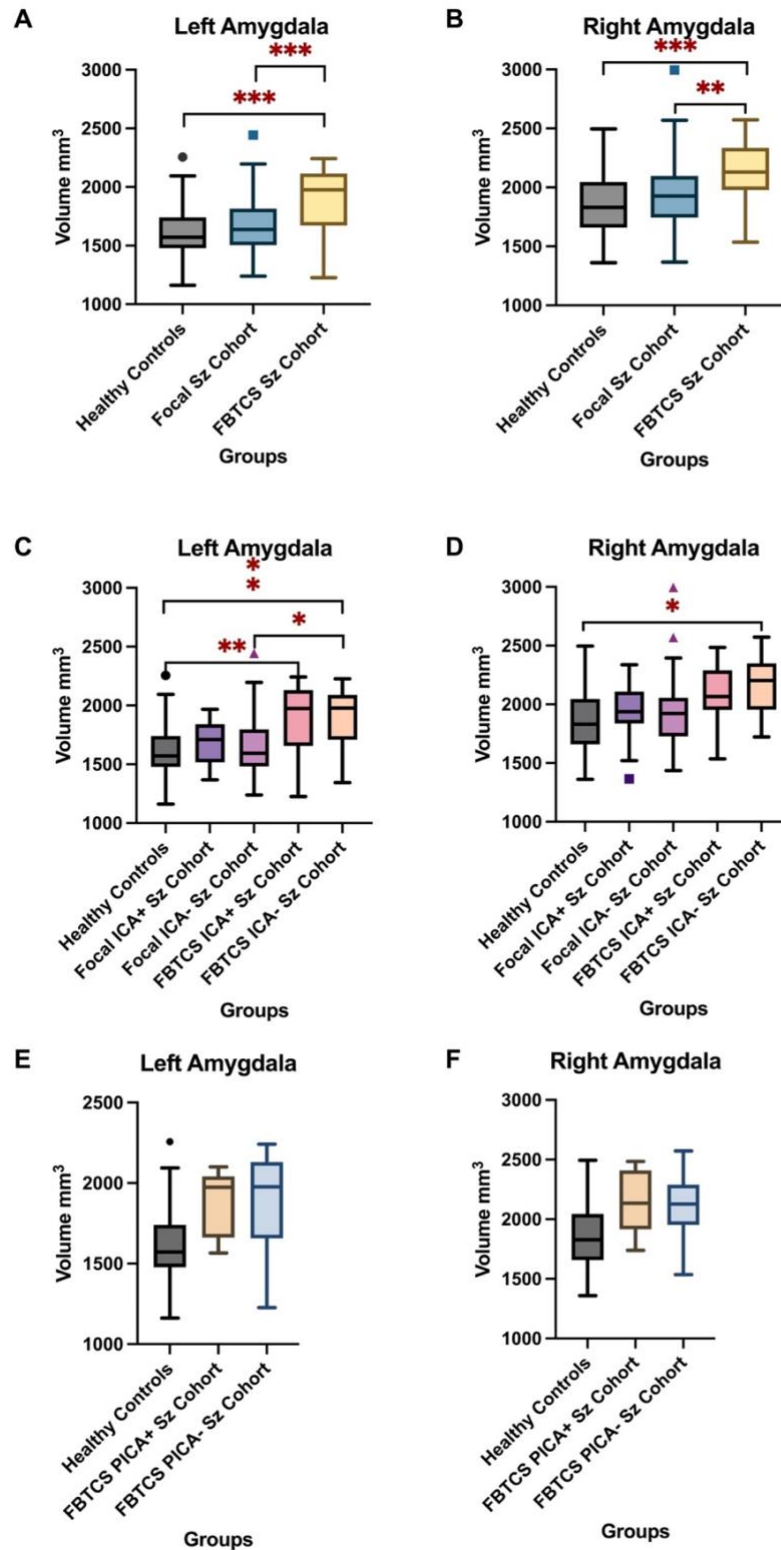 A
Left Amygdala
***
***
3000
2500
2000
1500
1000
Volume mm³
Healthy Controls
Focal Sz Cohort
FBTCS Sz Cohort
Groups
B
Right Amygdala
***
**
3000
2500
2000
1500
1000
Volume mm³
Healthy Controls
Focal Sz Cohort
FBTCS Sz Cohort
Groups
C
Left Amygdala
*
*
*
**
3000
2500
2000
1500
1000
Volume mm³
Healthy Controls
Focal ICA+ Sz Cohort
Focal ICA- Sz Cohort
FBTCS ICA+ Sz Cohort
FBTCS ICA- Sz Cohort
Groups
D
Right Amygdala
*
3000
2500
2000
1500
1000
Volume mm³
Healthy Controls
Focal ICA+ Sz Cohort
Focal ICA- Sz Cohort
FBTCS ICA+ Sz Cohort
FBTCS ICA- Sz Cohort
Groups
E
Left Amygdala
2500
2000
1500
1000
Volume mm³
Healthy Controls
FBTCS PICA+ Sz Cohort
FBTCS PICA- Sz Cohort
Groups
F
Right Amygdala
3000
2500
2000
1500
1000
Volume mm³
Healthy Controls
FBTCS PICA+ Sz Cohort
FBTCS PICA- Sz Cohort
Groups